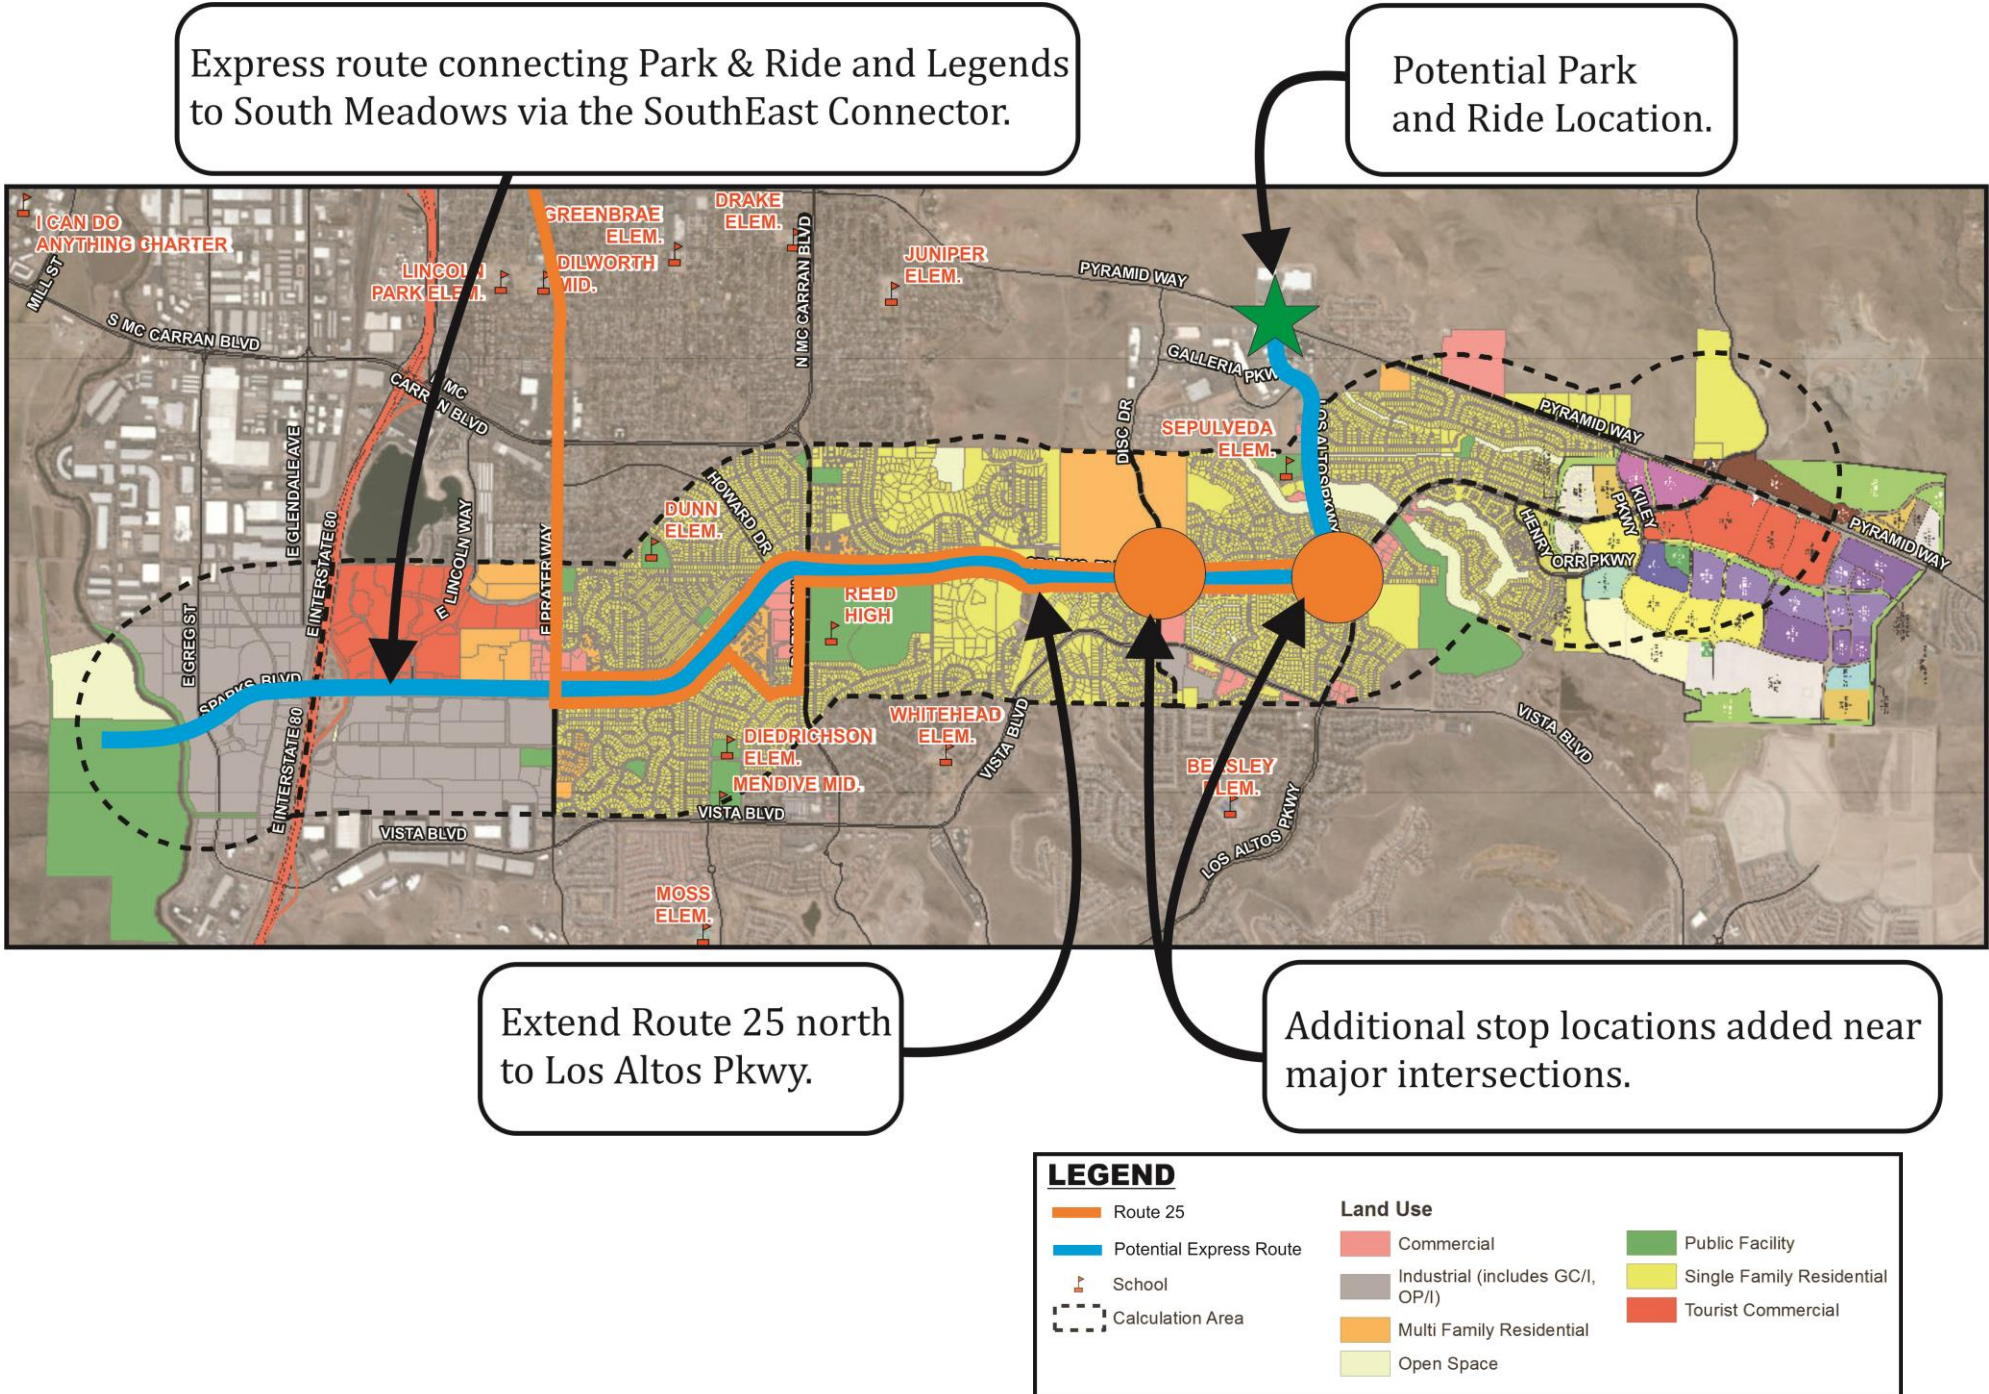 Express route connecting Park & Ride and Legends
to South Meadows via the SouthEast Connector.
Potential Park
and Ride Location.
I CAN DO
ANYTHING CHARTER
MILL ST
S MC CARRAN BLVD
LINCOLN
PARK ELEM.
GREENBRAE
ELEM.
DILWORTH
MID.
DRAKE
ELEM.
N MC CARRAN BLVD
JUNIPER
ELEM.
PYRAMID WAY
GALLERIA PKW
DISC DR
SEPULVEDA
ELEM.
LOS ALTOS PKWY
PYRAMID WAY
N MC
CARRAN BLVD
E GLENDALE AVE
E INTERSTATE 80
E LINCOLN WAY
E PRATER WAY
DUNN
ELEM.
HOWARD DR
REED
HIGH
HENRY
ORR PKWY
KILEY
PKWY
PYRAMID WAY
E GREG ST
SPARKS BLVD
E INTERSTATE 80
VISTA BLVD
DIEDRICHSON
ELEM.
MENDIVE MID.
VISTA BLVD
WHITEHEAD
ELEM.
VISTA BLVD
BEASLEY
ELEM.
LOS ALTOS PKWY
VISTA BLVD
MOSS
ELEM.
Extend Route 25 north
to Los Altos Pkwy.
Additional stop locations added near
major intersections.
LEGEND
Route 25
Potential Express Route
School
Calculation Area
Land Use
Commercial
Industrial (includes GC/I,
OP/I)
Multi Family Residential
Open Space
Public Facility
Single Family Residential
Tourist Commercial